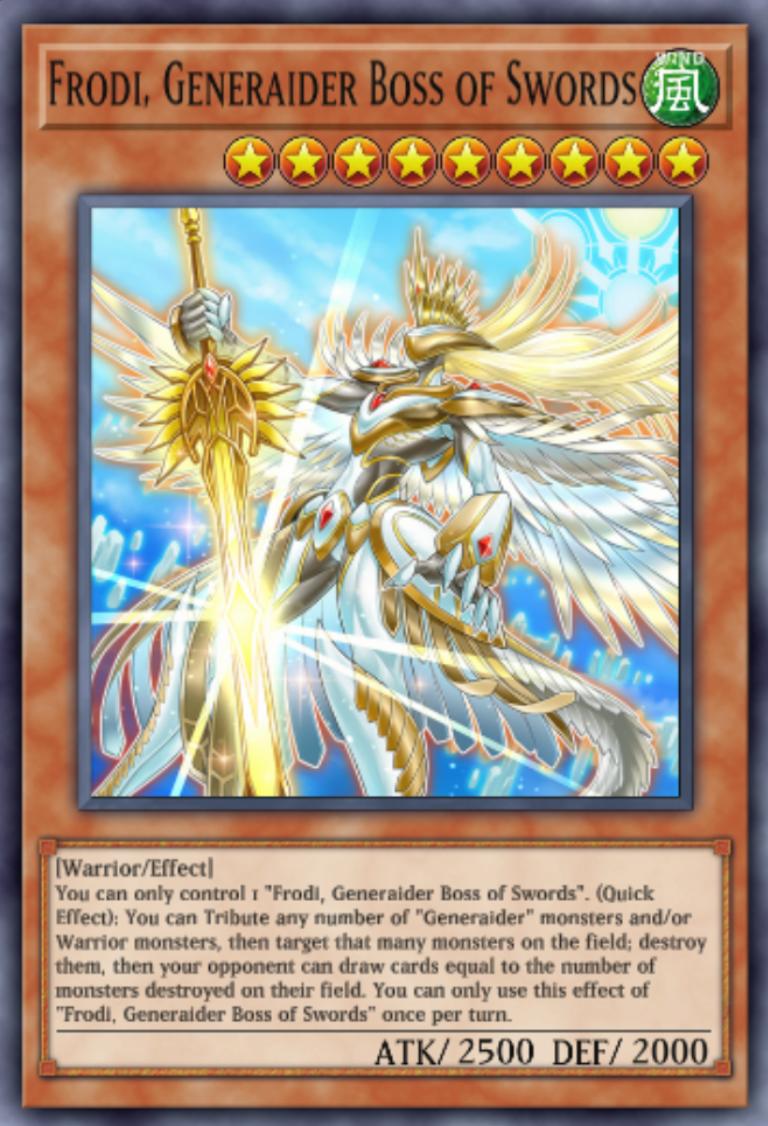 FRODI, GENERAIDER BOSS OF SWORDS
WIND
風
[Warrior/Effect]
You can only control 1 "Frodi, Generaider Boss of Swords". (Quick
Effect): You can Tribute any number of "Generaider" monsters and/or
Warrior monsters, then target that many monsters on the field; destroy
them, then your opponent can draw cards equal to the number of
monsters destroyed on their field. You can only use this effect of
"Frodi, Generaider Boss of Swords" once per turn.
ATK/ 2500 DEF/ 2000